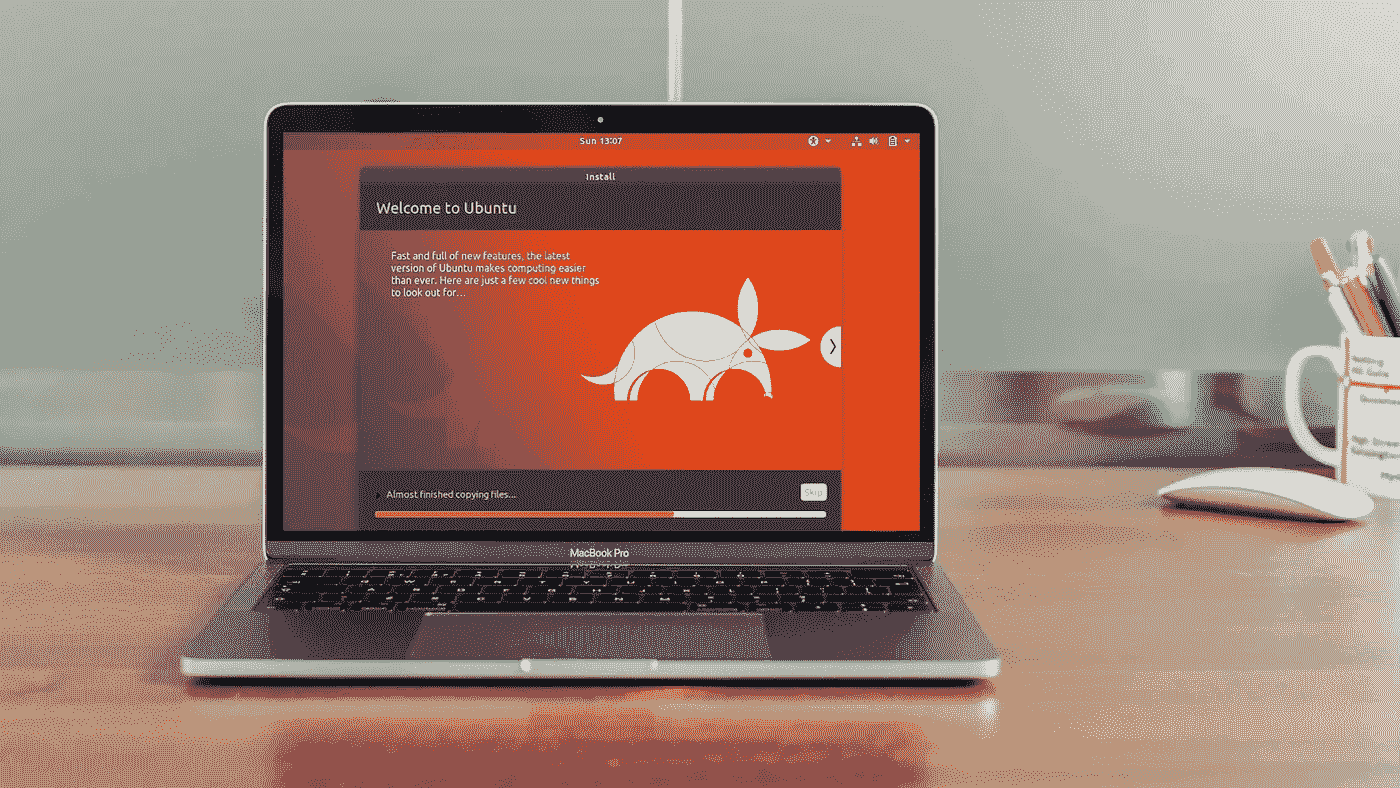 Sun 13:07
Install
Welcome to Ubuntu
Fast and full of new features, the latest
version of Ubuntu makes computing easier
than ever. Here are just a few cool new things
to look out for...
Almost finished copying files...
Skip
MacBook Pro